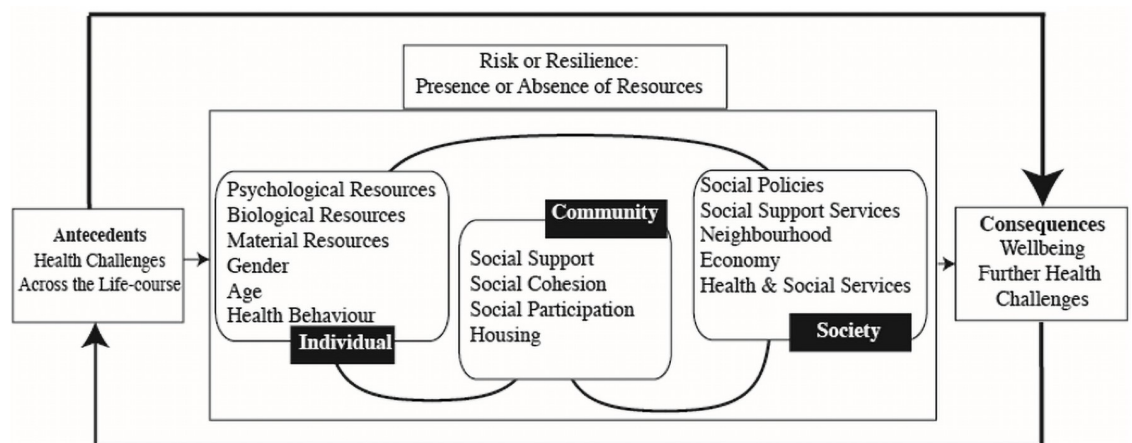 Risk or Resilience:
Presence or Absence of Resources
Antecedents
Health Challenges
Across the Life-course
Psychological Resources
Biological Resources
Material Resources
Gender
Age
Health Behaviour
Individual
Community
Social Support
Social Cohesion
Social Participation
Housing
Social Policies
Social Support Services
Neighbourhood
Economy
Health & Social Services
Society
Consequences
Wellbeing
Further Health
Challenges